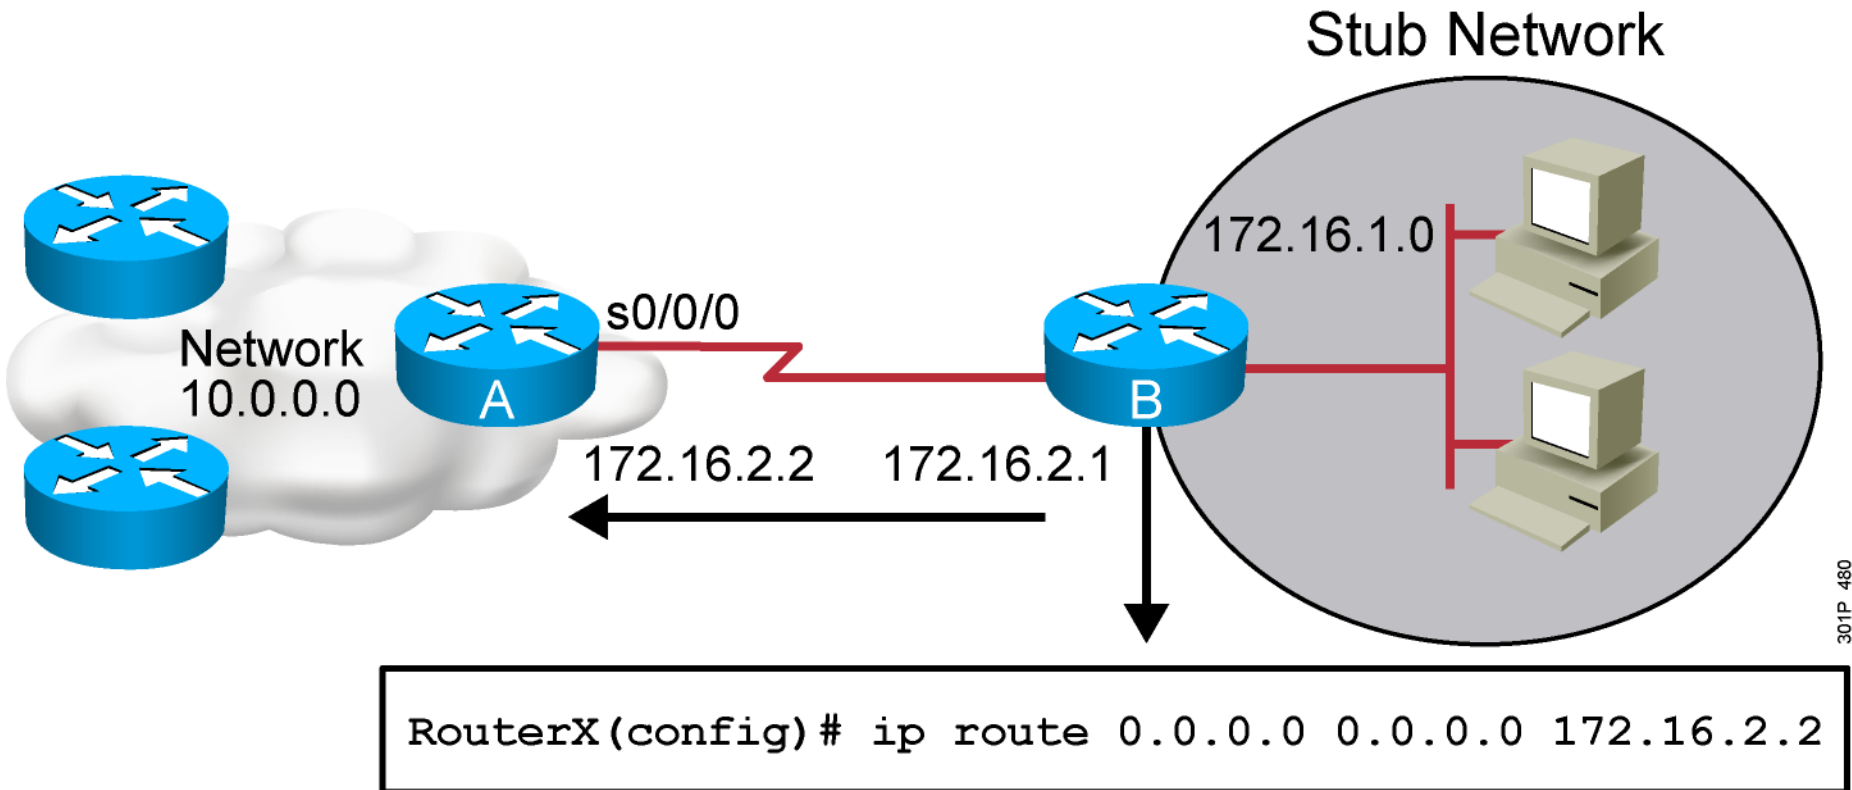 Stub Network
172.16.1.0
s0/0/0
Network
10.0.0.0
A
B
172.16.2.2
172.16.2.1
301P_480
RouterX(config)# ip route 0.0.0.0 0.0.0.0 172.16.2.2